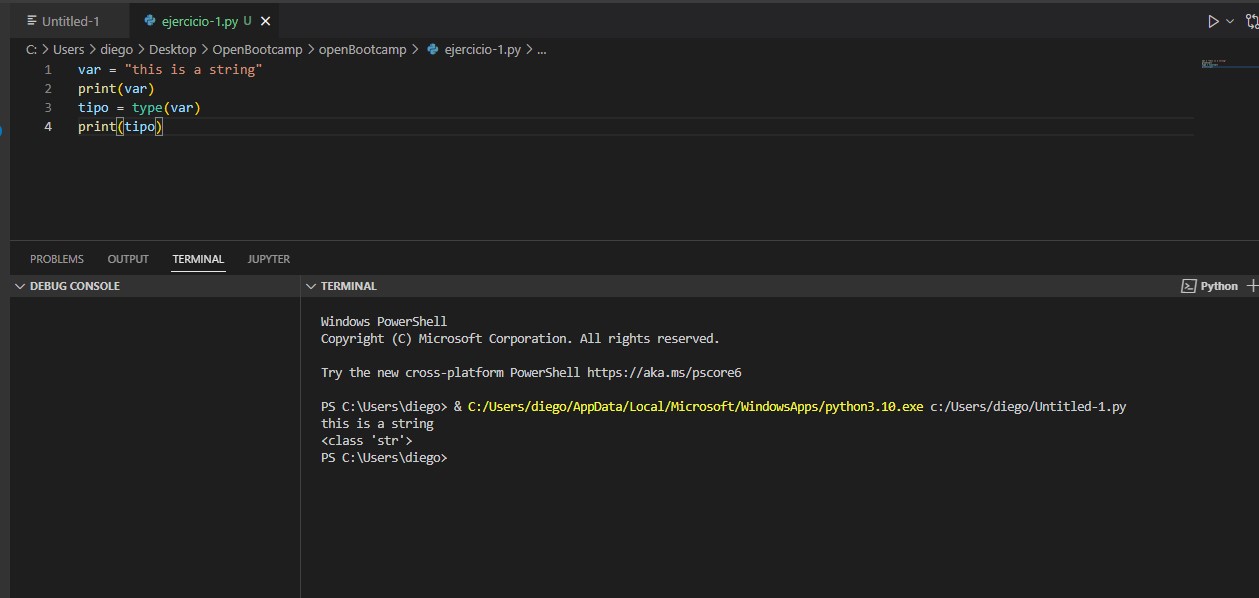 Untitled-1 ejercicio-1.py U
C: > Users > diego > Desktop > OpenBootcamp > openBootcamp > ejercicio-1.py > ...
1 var = "this is a string"
2 print(var)
3 tipo = type(var)
4 print(tipo)
PROBLEMS OUTPUT TERMINAL JUPYTER
DEBUG CONSOLE TERMINAL Python
Windows PowerShell
Copyright (C) Microsoft Corporation. All rights reserved.
Try the new cross-platform PowerShell https://aka.ms/pscore6
PS C:\Users\diego> & C:/Users/diego/AppData/Local/Microsoft/WindowsApps/python3.10.exe c:/Users/diego/Untitled-1.py
this is a string
<class 'str'>
PS C:\Users\diego>